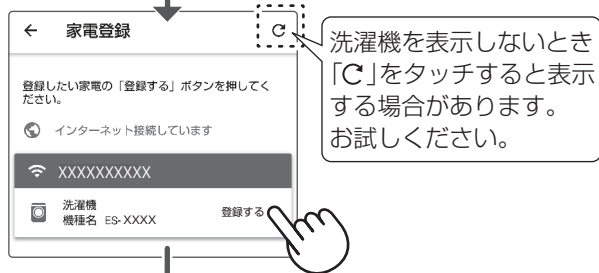 ← 家電登録
登録したい家電の「登録する」ボタンを押してく
ださい。
インターネット接続しています
XXXXXXXXXX
洗濯機
機種名 ES-XXXX
登録する
洗濯機を表示しないとき
「C」をタッチすると表示
する場合があります。
お試しください。